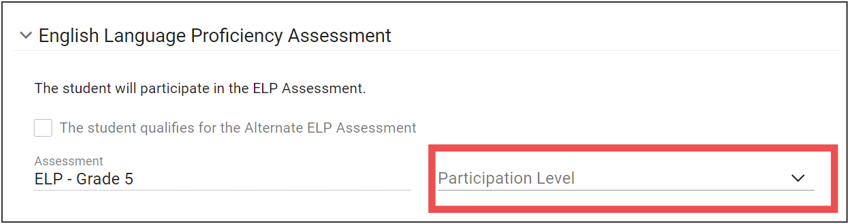 English Language Proficiency Assessment
The student will participate in the ELP Assessment.
The student qualifies for the Alternate ELP Assessment
Assessment
ELP - Grade 5
Participation Level